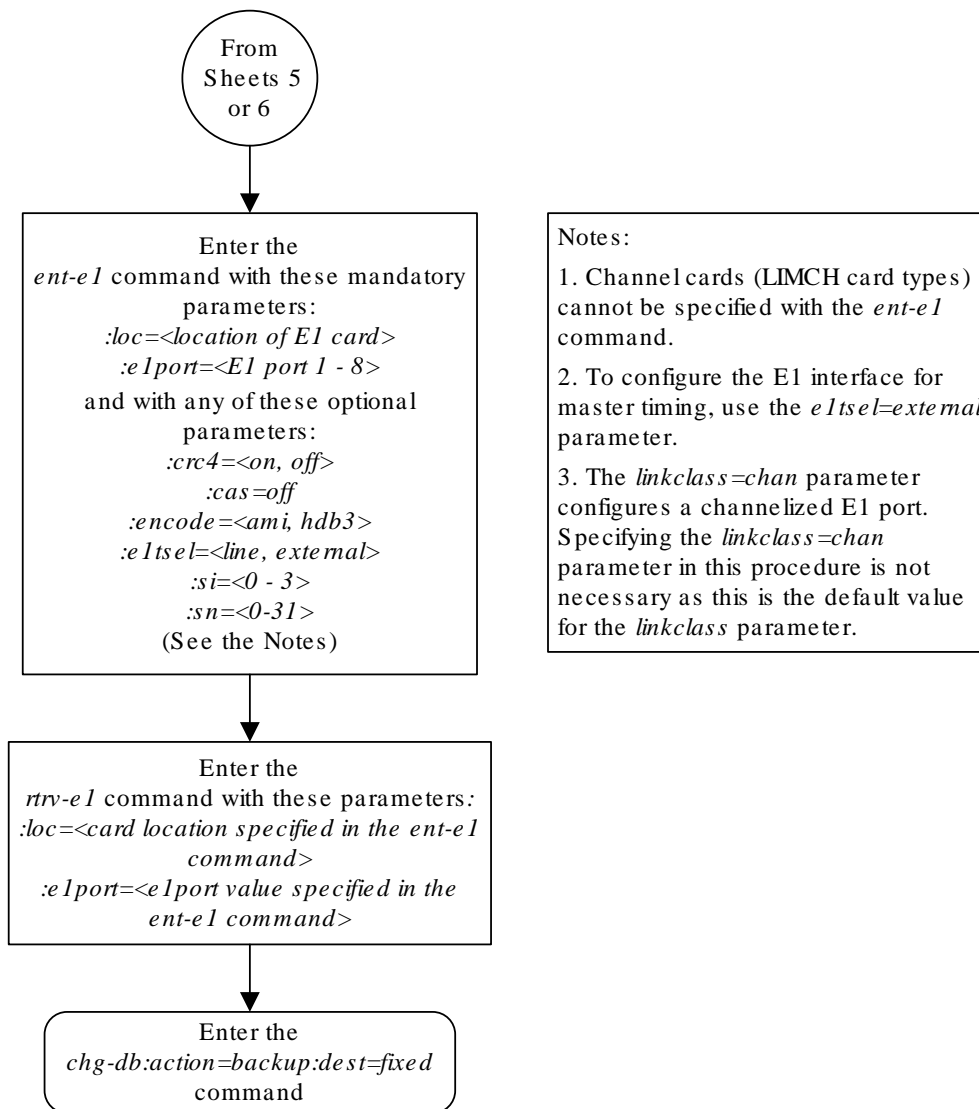 From
Sheets 5
or 6
Enter the
ent-e1 command with these mandatory
parameters:
:loc=<location of E1 card>
:e1port=<E1 port 1 - 8>
and with any of these optional
parameters:
:crc4=<on, off>
:cas=off
:encode=<ami, hdb3>
:e1tsel=<line, external>
:si=<0 - 3>
:sn=<0-31>
(See the Notes)
Notes:
1. Channel cards (LIMCH card types)
cannot be specified with the ent-e1
command.
2. To configure the E1 interface for
master timing, use the e1tsel=external
parameter.
3. The linkclass=chan parameter
configures a channelized E1 port.
Specifying the linkclass=chan
parameter in this procedure is not
necessary as this is the default value
for the linkclass parameter.
Enter the
rtrv-e1 command with these parameters:
:loc=<card location specified in the ent-e1
command>
:e1port=<e1port value specified in the
ent-e1 command>
Enter the
chg-db:action=backup:dest=fixed
command